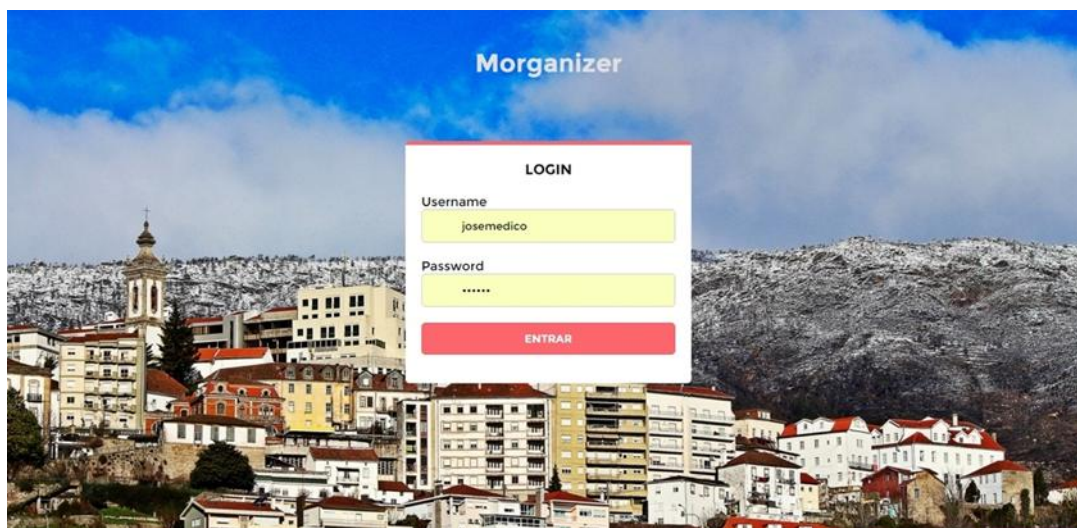 Morganizer
LOGIN
Username
josemedico
Password
••••••
ENTRAR